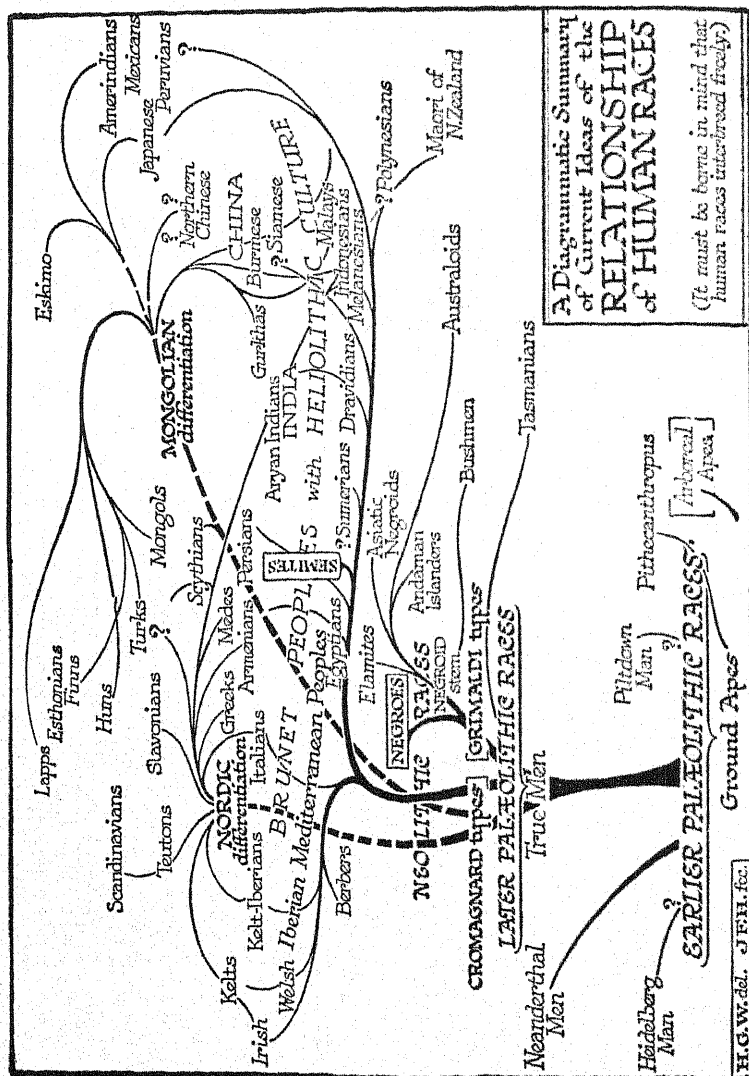 A Diagrammatic Summary
of Current Ideas of the
RELATIONSHIP
of HUMAN RACES
(It must be borne in mind that
human races interbreed freely.)
Eskimo
Amerindians
Mexicans
Peruvians
?
Japanese
? ?
Northern
Chinese
Lapps
Esthonians
Finns
Huns
Turks
Mongols
MONGOLIAN
differentiation
CHINA
Burmese
? Siamese
Gurkhas
Malays
Indonesians
Melanesians
Scandinavians
Teutons
Slavonians
?
Scythians
Medes
Persians
Greeks
Armenians
Italians
Aryan Indians
INDIA
NORDIC
differentiation
Kelts
Kelt-Iberians
Irish
Welsh
BRUNET PEOPLES with HELIOLITHIC CULTURE
Iberian
Mediterranean Peoples
Egyptians
SEMITES
? Sumerians
Dravidians
? Polynesians
Maori of
N. Zealand
Berbers
Elamites
Asiatic
Negroids
Andaman
Islanders
Australoids
Bushmen
Tasmanians
NEGROES
NEGROID
stem
NEOLITHIC RACES
CROMAGNARD types
GRIMALDI types
LATER PALÆOLITHIC RACES
True Men
Neanderthal
Men
Heidelberg
Man
?
Piltdown
Man
?
Pithecanthropus
Arboreal
Apes
EARLIER PALÆOLITHIC RACES
Ground Apes
H.G.W. del. J.F.H. fec.